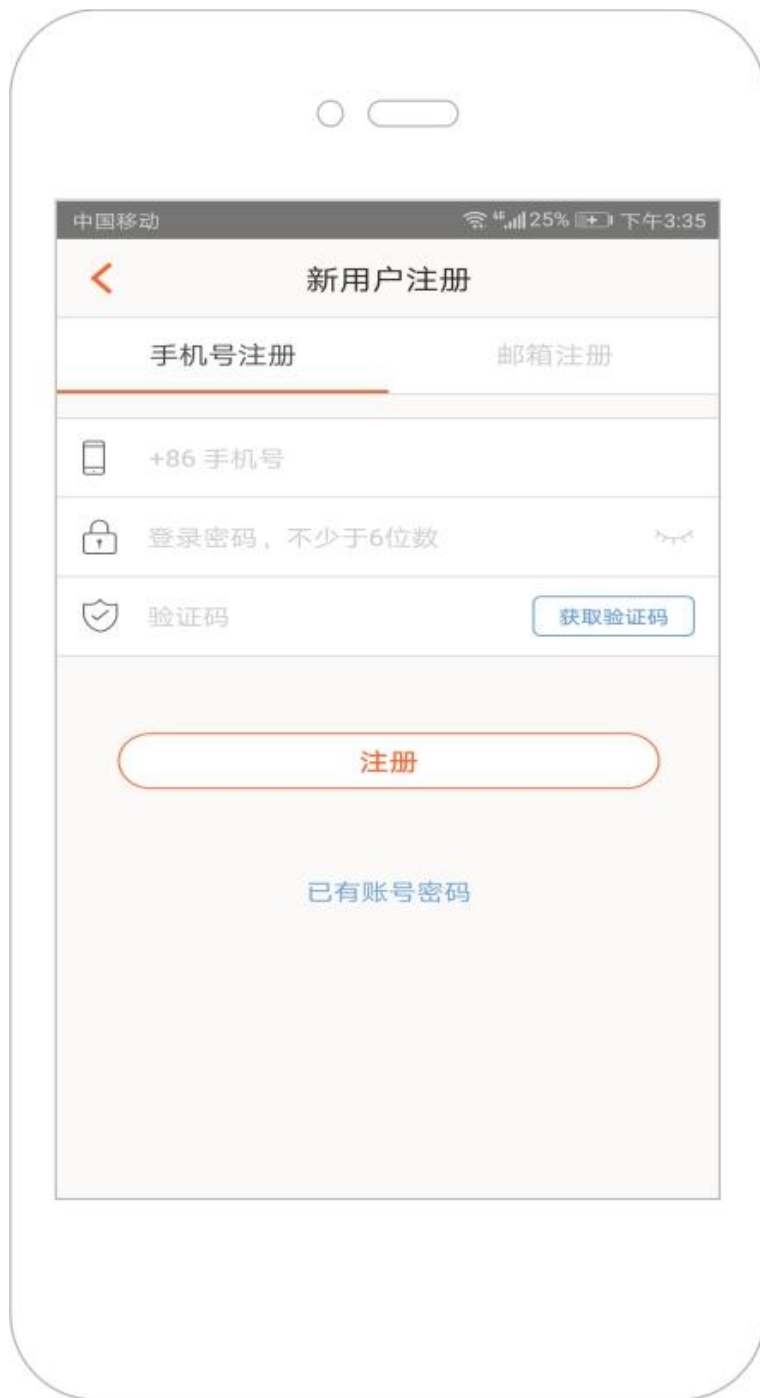 中国移动 4G 25% 下午3:35
新用户注册
手机号注册 邮箱注册
+86 手机号
登录密码，不少于6位数
验证码 获取验证码
注册
已有账号密码